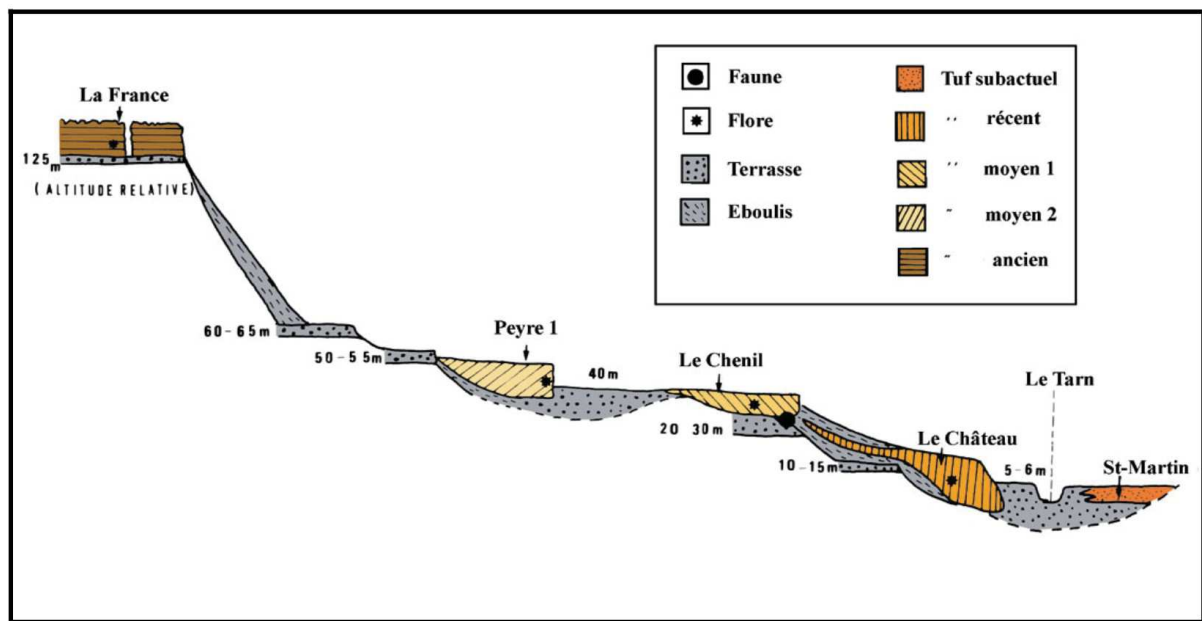 La France
125m
(ALTITUDE RELATIVE)
60-65m
50-55m
Peyre 1
40 m
Le Chenil
20 30m
10-15m
Le Château
5-6m
Le Tarn
St-Martin
Faune
Flore
Terrasse
Eboulis
Tuf subactuel
,, récent
,, moyen 1
" moyen 2
" ancien